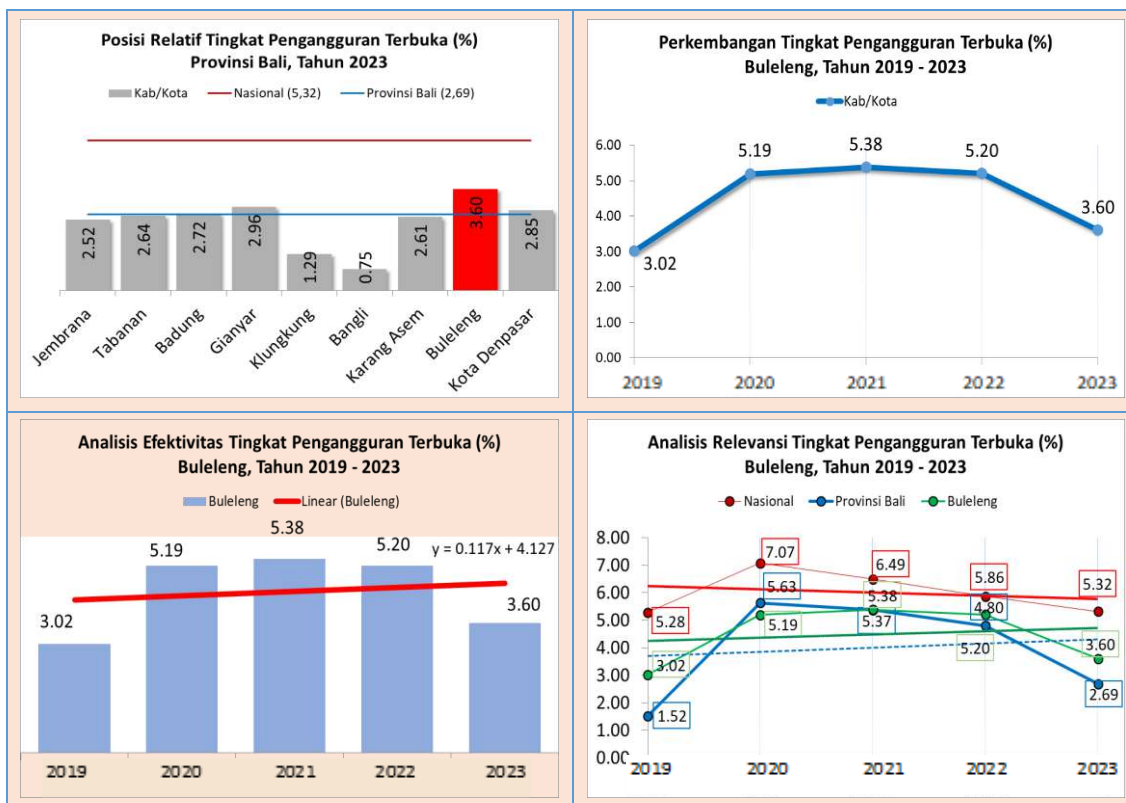 Posisi Relatif Tingkat Pengangguran Terbuka (%)
Provinsi Bali, Tahun 2023
Kab/Kota Nasional (5,32) Provinsi Bali (2,69)
2.52 2.64 2.72 2.96 1.29 0.75 2.61 3.60 2.85
Jembrana Tabanan Badung Gianyar Klungkung Bangli Karang Asem Buleleng Kota Denpasar
Perkembangan Tingkat Pengangguran Terbuka (%)
Buleleng, Tahun 2019 - 2023
Kab/Kota
6.00
5.00
4.00
3.00
2.00
1.00
0.00
3.02 5.19 5.38 5.20 3.60
2019 2020 2021 2022 2023
Analisis Efektivitas Tingkat Pengangguran Terbuka (%)
Buleleng, Tahun 2019 - 2023
Buleleng Linear (Buleleng)
y = 0.117x + 4.127
3.02 5.19 5.38 5.20 3.60
2019 2020 2021 2022 2023
Analisis Relevansi Tingkat Pengangguran Terbuka (%)
Buleleng, Tahun 2019 - 2023
Nasional Provinsi Bali Buleleng
8.00
7.00
6.00
5.00
4.00
3.00
2.00
1.00
0.00
5.28 7.07 6.49 5.86 5.32
1.52 5.63 5.37 4.80 2.69
3.02 5.19 5.38 5.20 3.60
2019 2020 2021 2022 2023